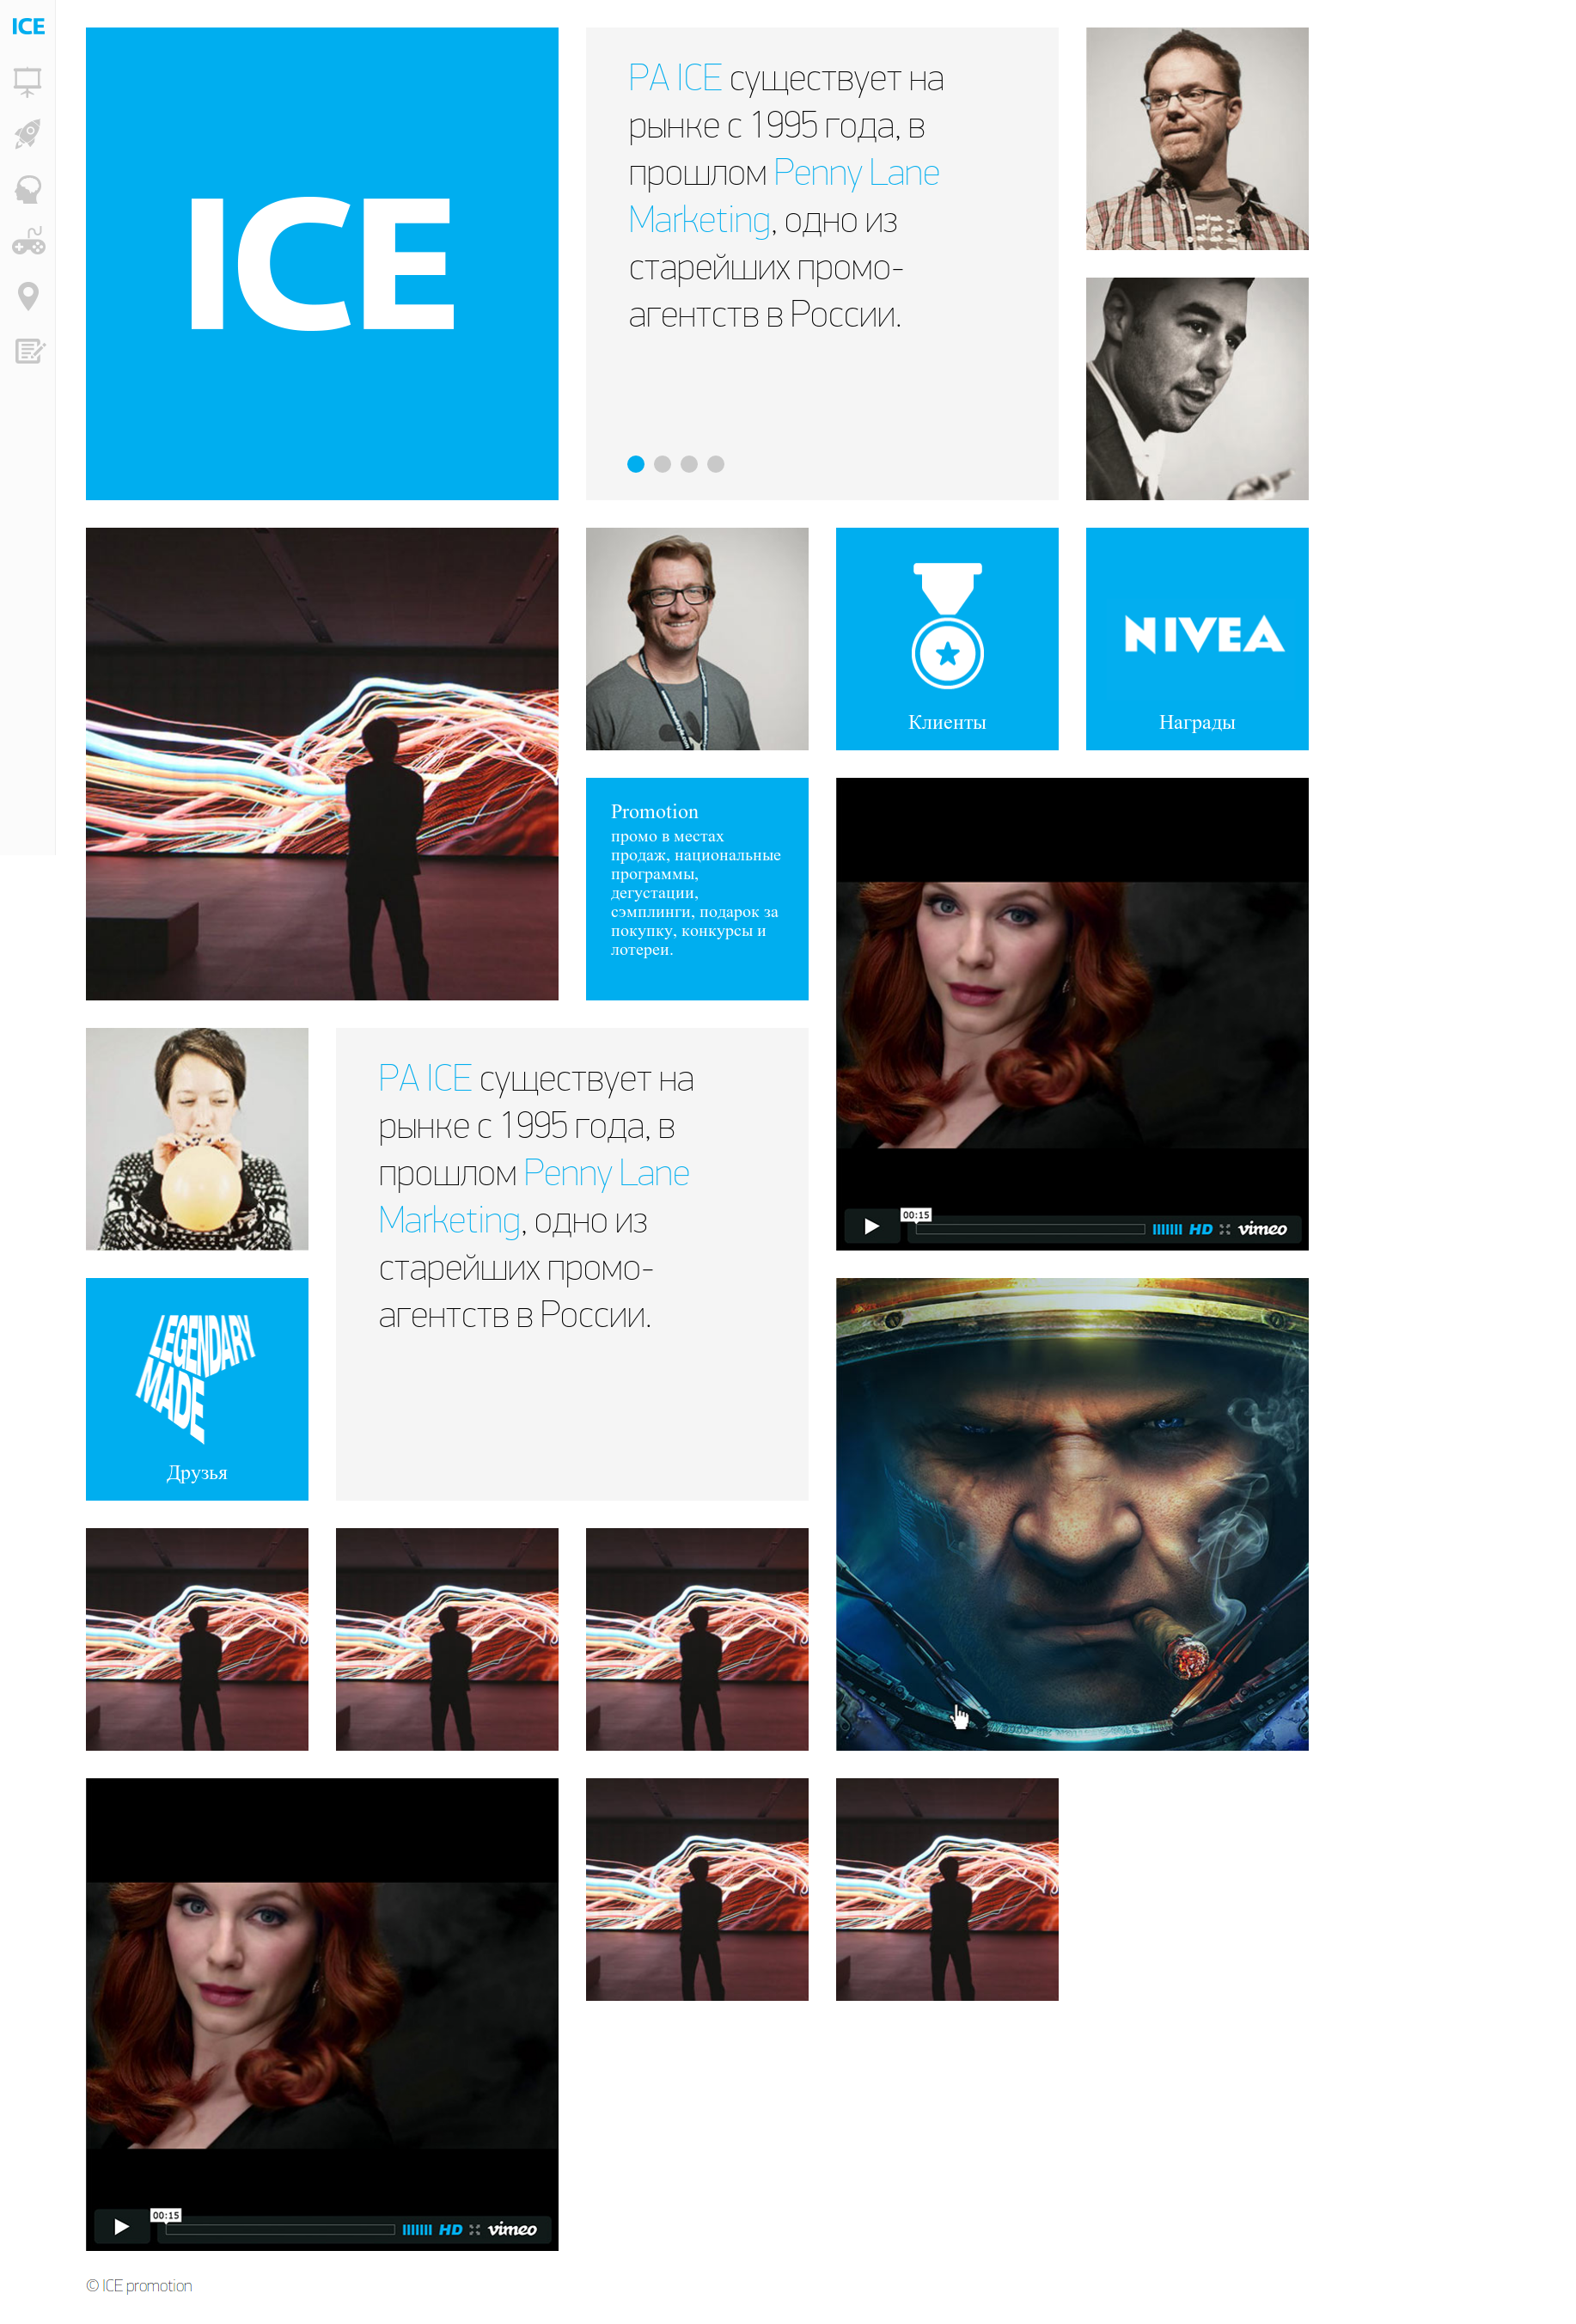 ICE
ICE
PA ICE существует на
рынке с 1995 года, в
прошлом Penny Lane
Marketing, одно из
старейших промо-
агентств в России.
Клиенты
NIVEA
Награды
Promotion
промо в местах
продаж, национальные
программы,
дегустации,
сэмплинги, подарок за
покупку, конкурсы и
лотереи.
PA ICE существует на
рынке с 1995 года, в
прошлом Penny Lane
Marketing, одно из
старейших промо-
агентств в России.
00:15
HD vimeo
LEGENDARY
MADE
Друзья
00:15
HD vimeo
© ICE promotion